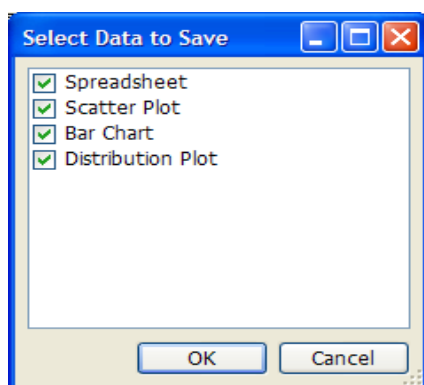 Select Data to Save
Spreadsheet
Scatter Plot
Bar Chart
Distribution Plot
OK Cancel